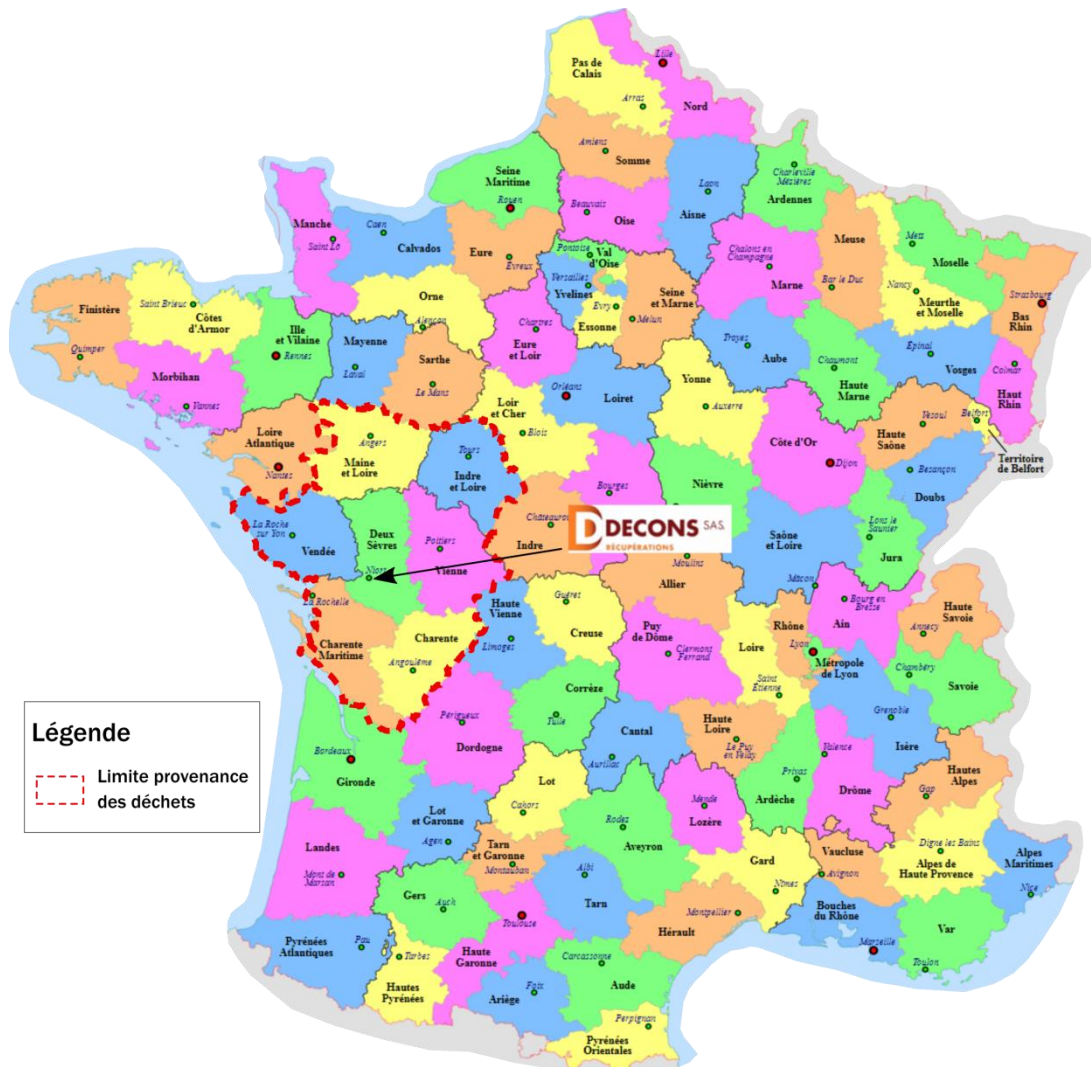 Lille
Pas de
Calais
Arras
Nord
Amiens
Somme
Seine
Maritime
Rouen
Beauvais
Oise
Laon
Aisne
Charleville
Mézières
Ardennes
Manche
Saint Lô
Caen
Calvados
Eure
Evreux
Pontoise
Val
d'Oise
Versailles
Yvelines
Evry
Essonne
Seine
et Marne
Melun
Chalons en
Champagne
Marne
Meuse
Bar le Duc
Metz
Moselle
Nancy
Meurthe
et Moselle
Strasbourg
Bas
Rhin
Finistère
Quimper
Saint Brieuc
Côtes
d'Armor
Ille
et Vilaine
Rennes
Morbihan
Vannes
Orne
Alençon
Mayenne
Laval
Sarthe
Le Mans
Chartres
Eure
et Loir
Orléans
Loiret
Loir
et Cher
Blois
Yonne
Auxerre
Troyes
Aube
Chaumont
Haute
Marne
Epinal
Vosges
Colmar
Haut
Rhin
Vesoul
Haute
Saône
Belfort
Territoire
de Belfort
Besançon
Doubs
Côte d'Or
Dijon
Nièvre
Bourges
Loire
Atlantique
Nantes
Angers
Maine
et Loire
Tours
Indre
et Loire
La Roche
sur Yon
Vendée
Deux
Sèvres
Niort
Poitiers
Vienne
Indre
DECONS SAS.
RÉCUPÉRATIONS
Moulins
Allier
Saône
et Loire
Mâcon
Lons le
Saunier
Jura
La Rochelle
Charente
Maritime
Charente
Angoulême
Haute
Vienne
Limoges
Guéret
Creuse
Puy
de Dôme
Clermont
Ferrand
Loire
Saint
Etienne
Rhône
Lyon
Métropole
de Lyon
Ain
Bourg en
Bresse
Haute
Savoie
Annecy
Chambéry
Savoie
Grenoble
Isère
Corrèze
Tulle
Périgueux
Dordogne
Bordeaux
Gironde
Cantal
Aurillac
Haute
Loire
Le Puy
en Velay
Privas
Ardèche
Valence
Drôme
Hautes
Alpes
Gap
Lot
Cahors
Lot
et Garonne
Agen
Tarn
et Garonne
Montauban
Rodez
Aveyron
Mende
Lozère
Gard
Nîmes
Vaucluse
Avignon
Digne les Bains
Alpes de
Haute Provence
Alpes
Maritimes
Nice
Landes
Mons de
Marsan
Gers
Auch
Albi
Tarn
Toulouse
Haute
Garonne
Montpellier
Hérault
Bouches
du Rhône
Marseille
Var
Toulon
Pyrénées
Atlantiques
Pau
Tarbes
Hautes
Pyrénées
Foix
Ariège
Carcassonne
Aude
Perpignan
Pyrénées
Orientales
Légende
Limite provenance
des déchets